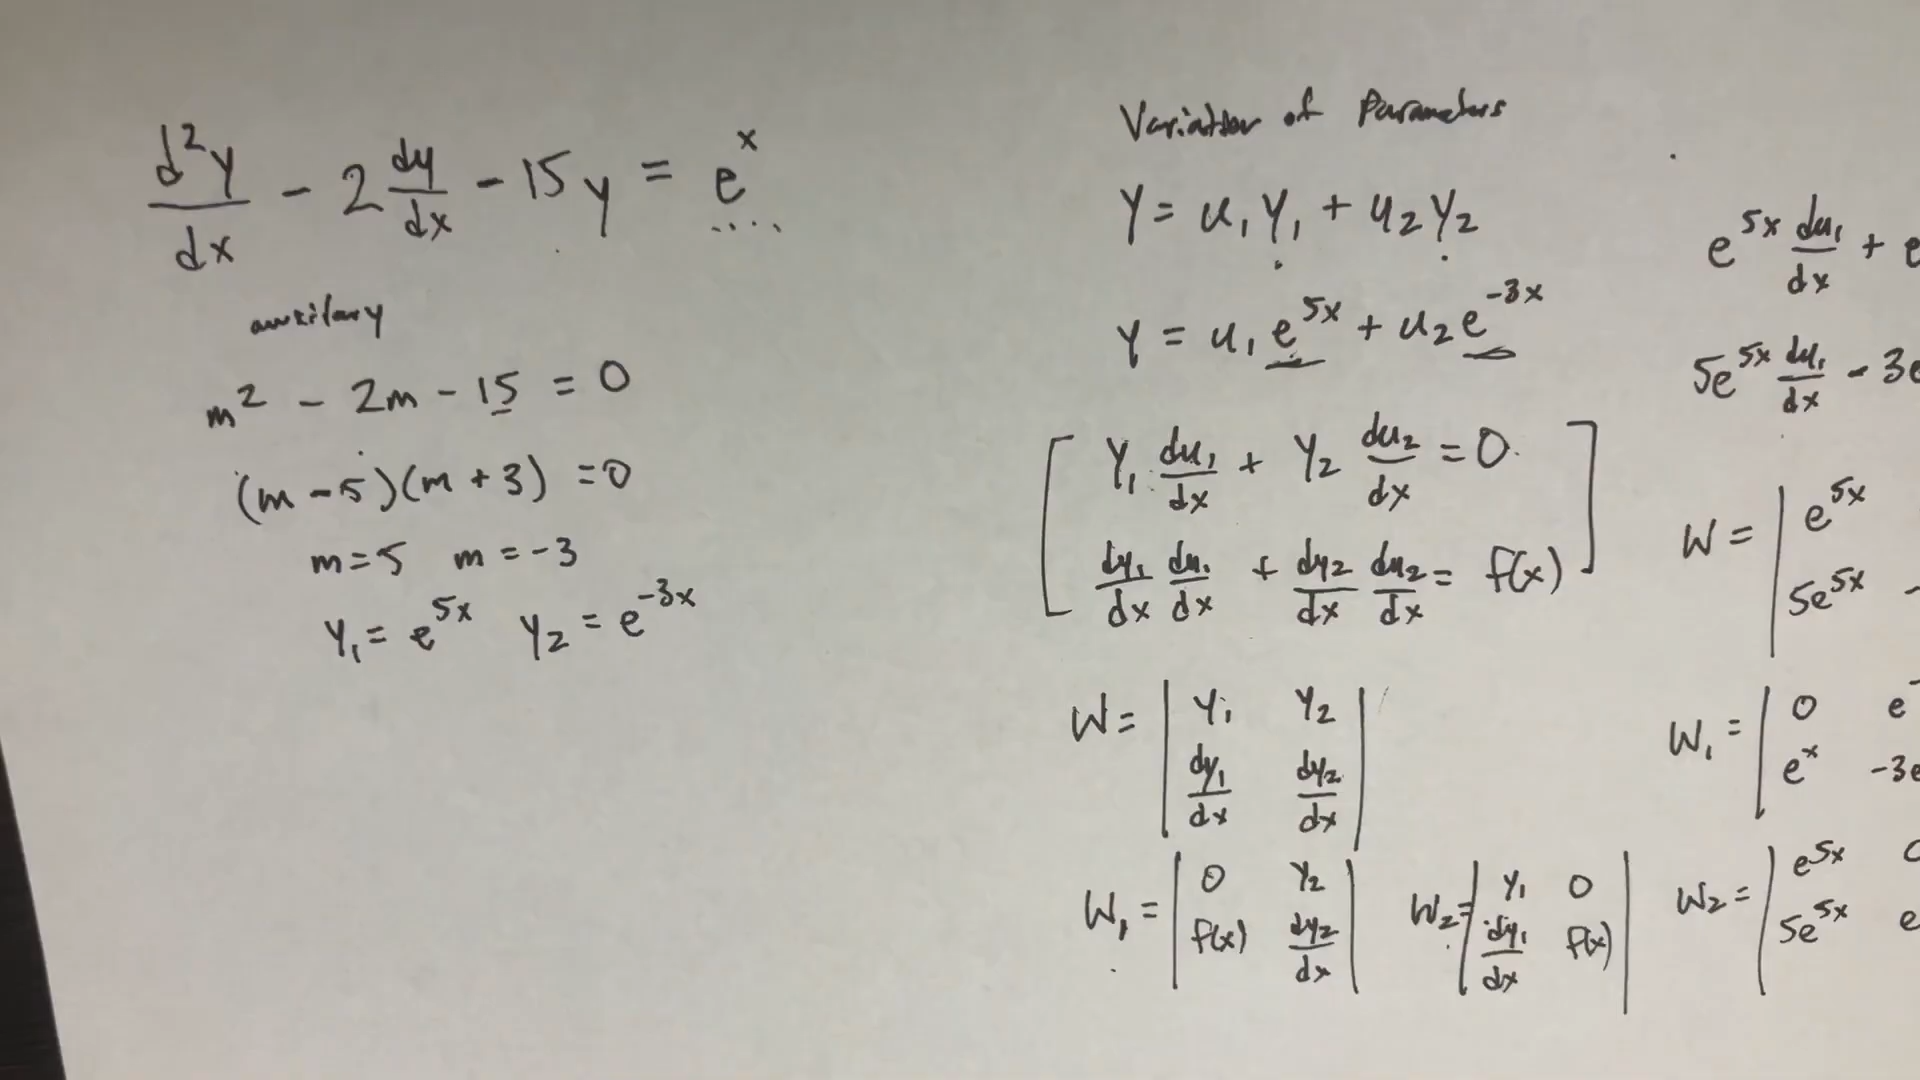 d²y/dx - 2 dy/dx - 15y = e^x
auxilary
m² - 2m - 15 = 0
(m - 5)(m + 3) = 0
m = 5 m = -3
Y₁ = e^5x Y₂ = e^-3x
Variation of Parameters
Y = u₁Y₁ + u₂Y₂
Y = u₁e^5x + u₂e^-3x
[ Y₁ du₁/dx + Y₂ du₂/dx = 0
dy₁/dx du₁/dx + dy₂/dx du₂/dx = f(x) ]
W = | Y₁ Y₂ |
| dy₁/dx dy₂/dx |
W₁ = | 0 Y₂ |
| f(x) dy₂/dx |
W₂ = | Y₁ 0 |
| dy₁/dx f(x) |
e^5x du₁/dx + e
5e^5x du₁/dx - 3e
W = | e^5x
| 5e^5x -
W₁ = | 0 e^-
| e^x -3e
W₂ = | e^5x 0
| 5e^5x e